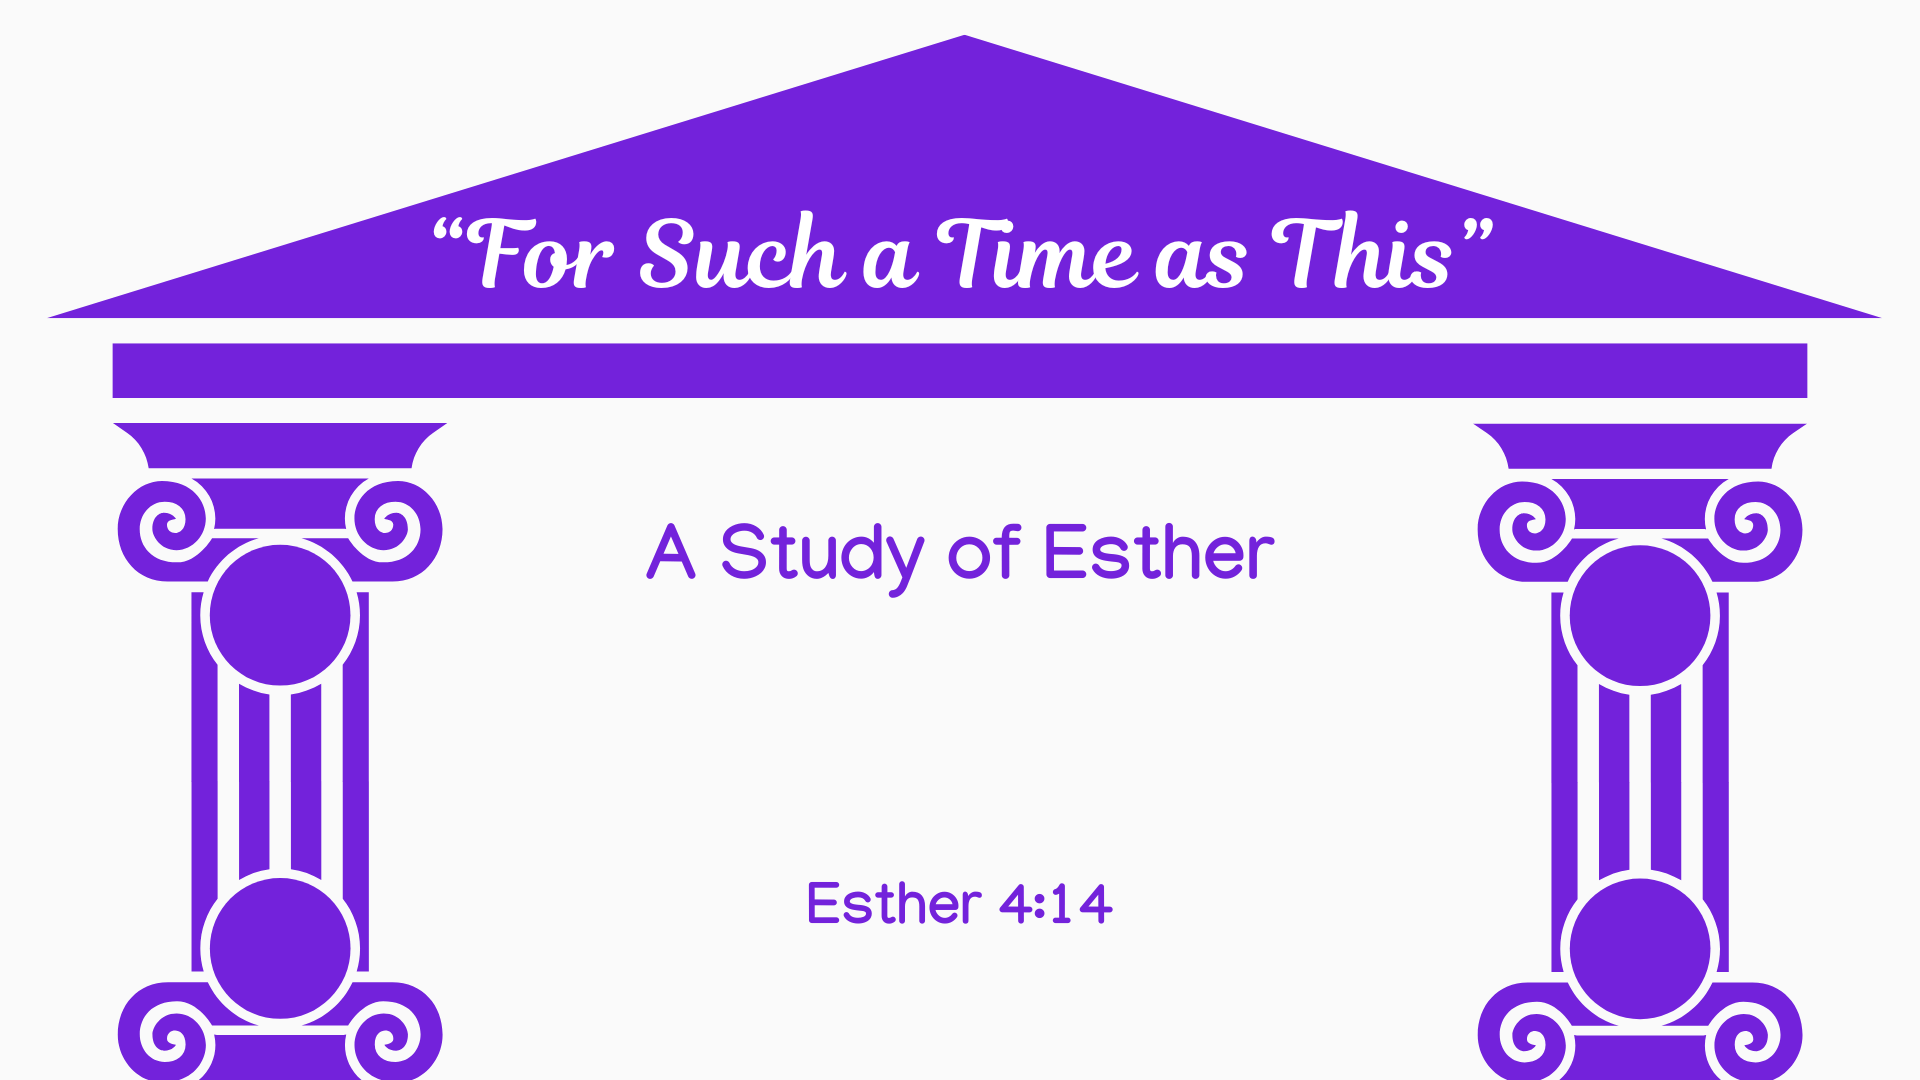 “For Such a Time as This”
A Study of Esther
Esther 4:14